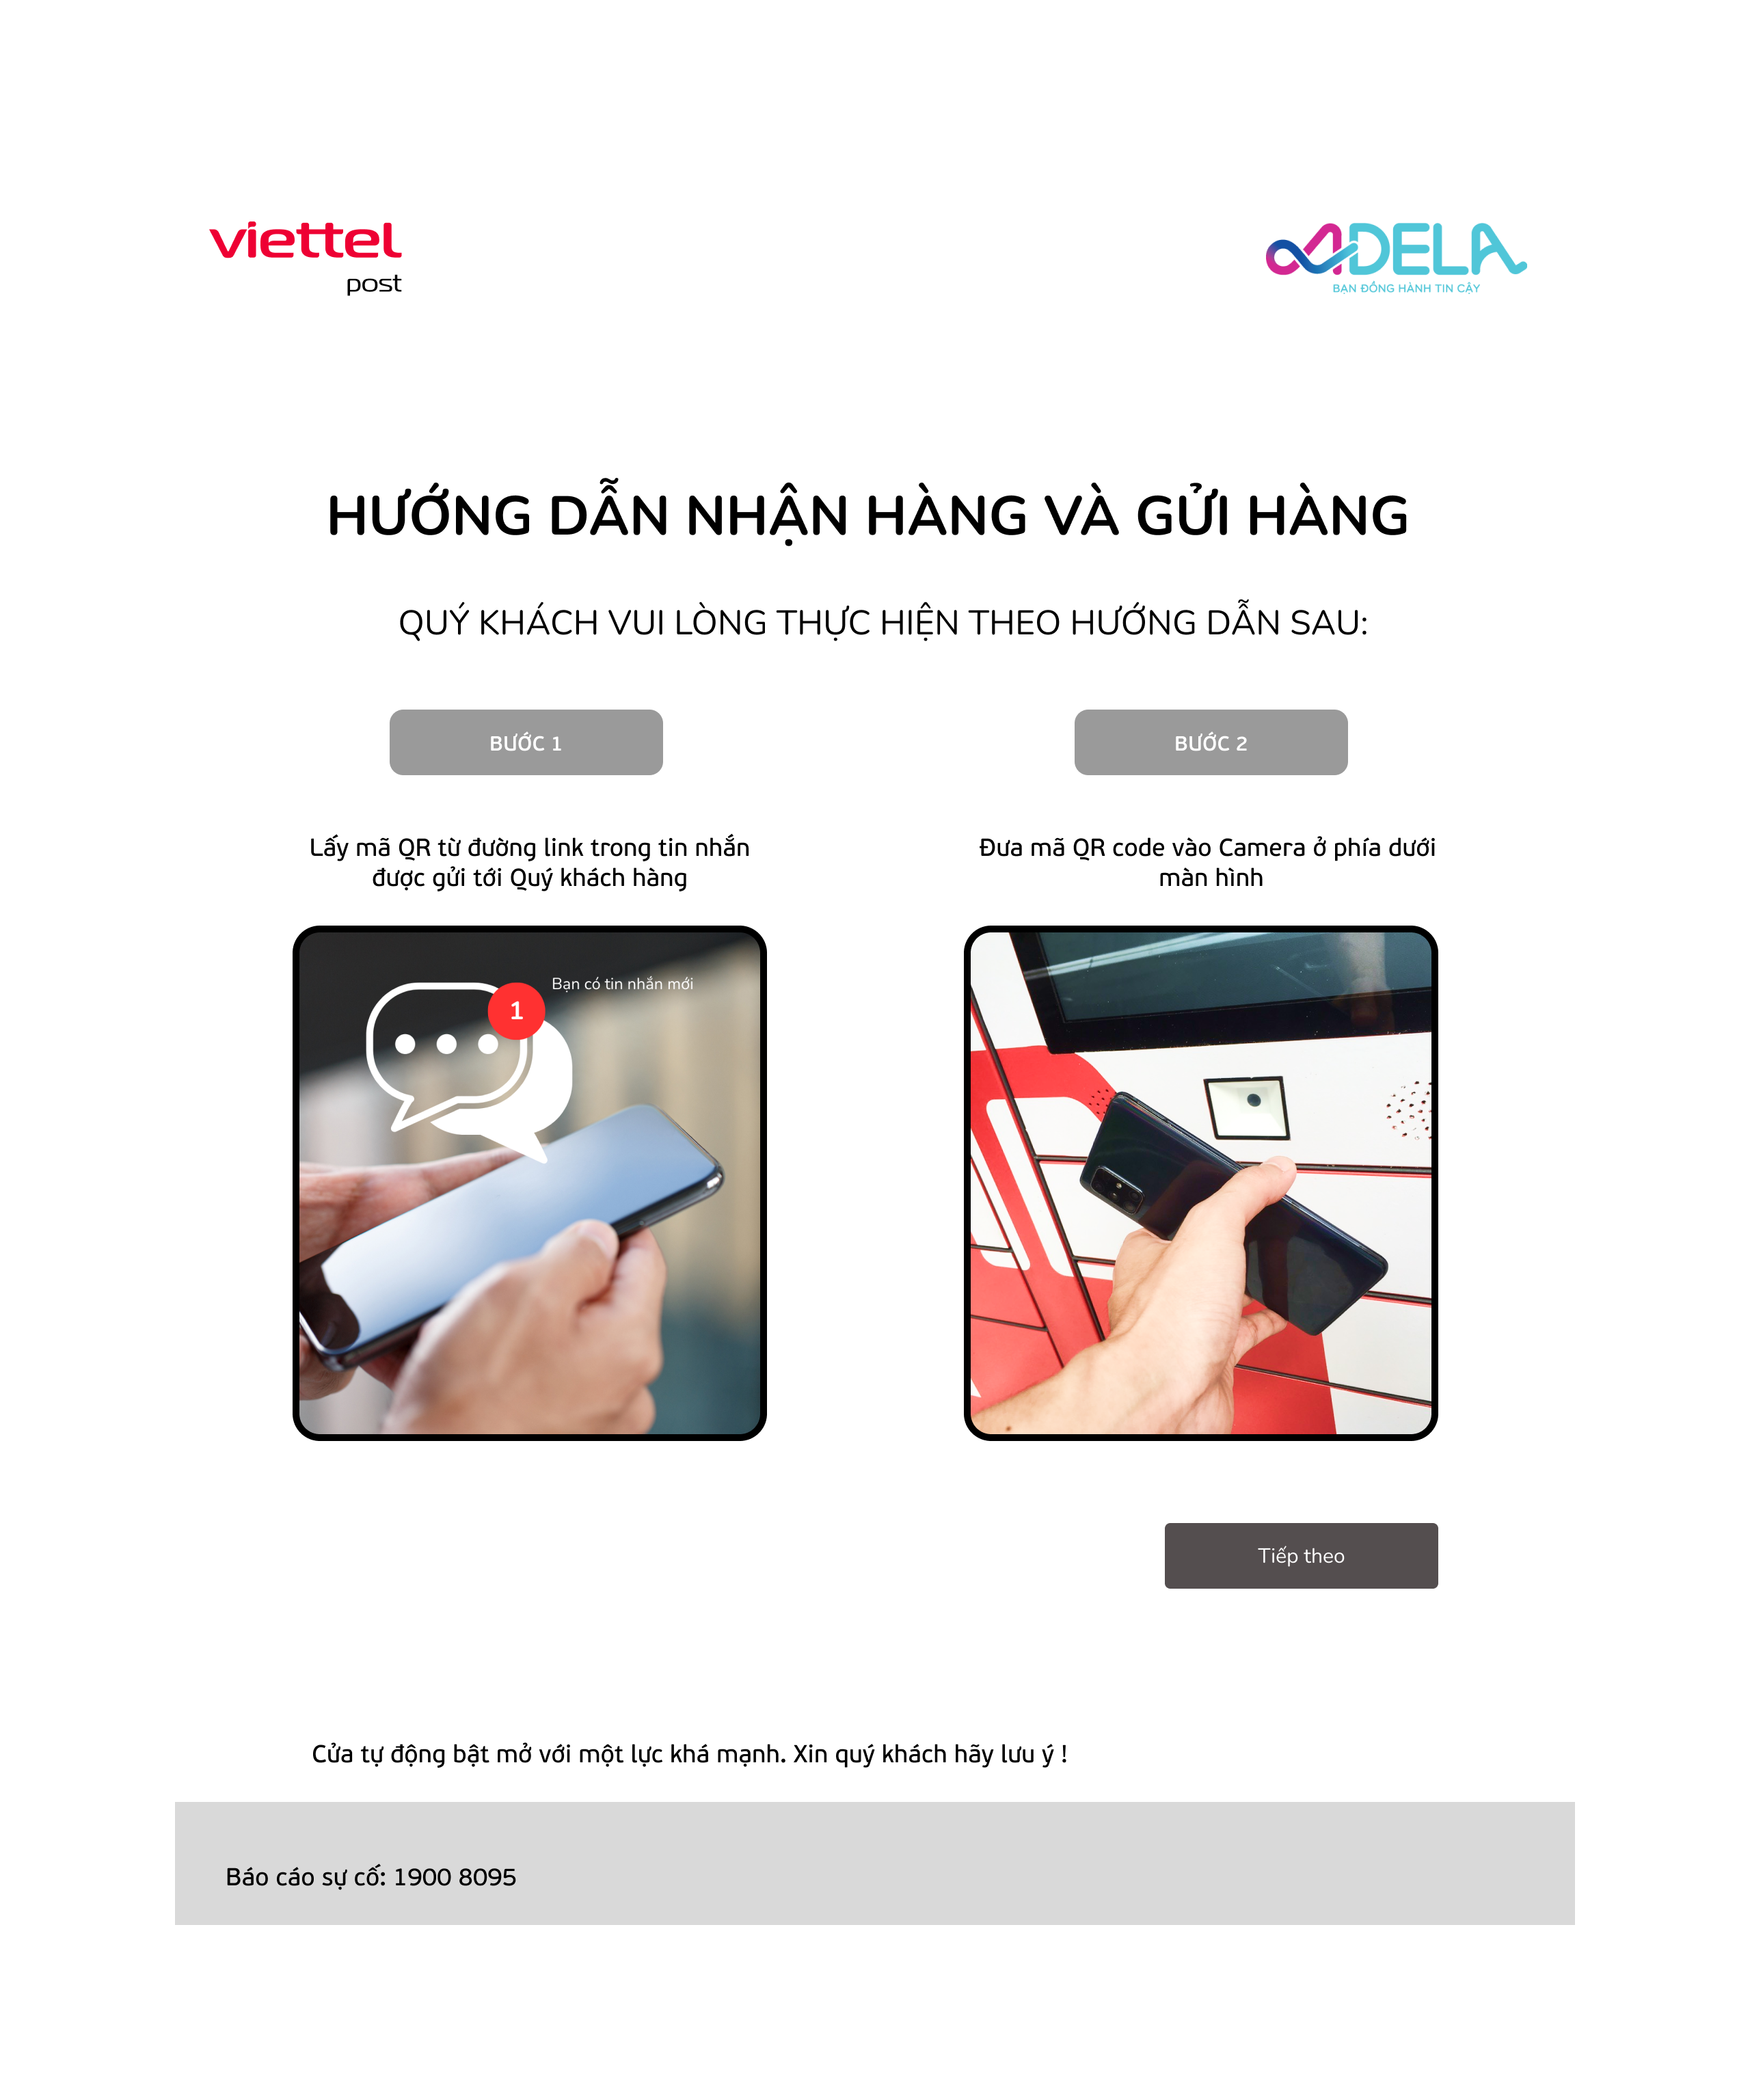 viettel
post
ADELA
BẠN ĐỒNG HÀNH TIN CẬY
HƯỚNG DẪN NHẬN HÀNG VÀ GỬI HÀNG
QUÝ KHÁCH VUI LÒNG THỰC HIỆN THEO HƯỚNG DẪN SAU:
BƯỚC 1
Lấy mã QR từ đường link trong tin nhắn
được gửi tới Quý khách hàng
Bạn có tin nhắn mới
1
BƯỚC 2
Đưa mã QR code vào Camera ở phía dưới
màn hình
Tiếp theo
Cửa tự động bật mở với một lực khá mạnh. Xin quý khách hãy lưu ý !
Báo cáo sự cố: 1900 8095